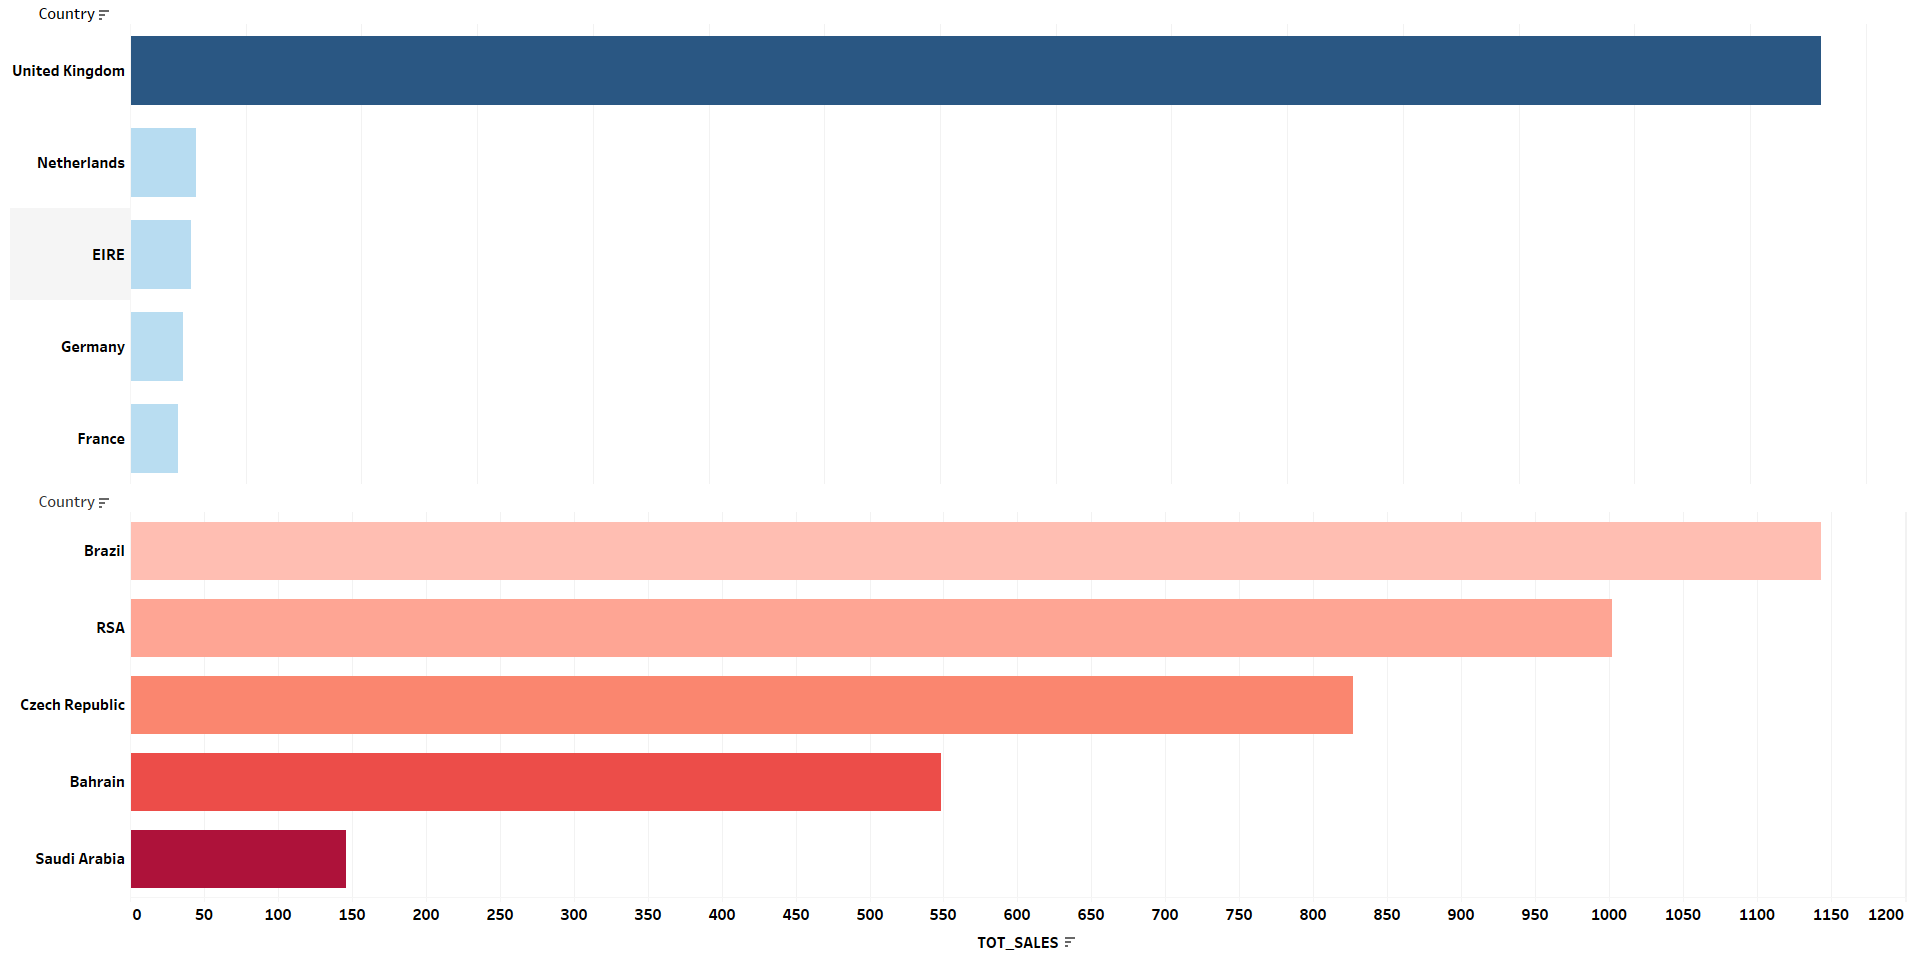 Country
United Kingdom
Netherlands
EIRE
Germany
France
Country
Brazil
RSA
Czech Republic
Bahrain
Saudi Arabia
0 50 100 150 200 250 300 350 400 450 500 550 600 650 700 750 800 850 900 950 1000 1050 1100 1150 1200
TOT_SALES